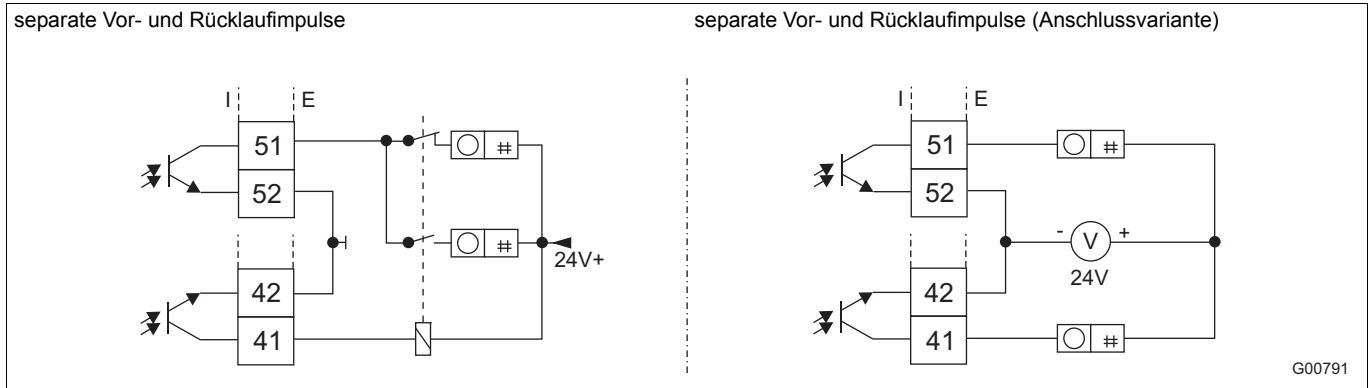 separate Vor- und Rücklaufimpulse
I E
51
52
42
41
24V+
separate Vor- und Rücklaufimpulse (Anschlussvariante)
I E
51
52
42
41
- V +
24V
G00791